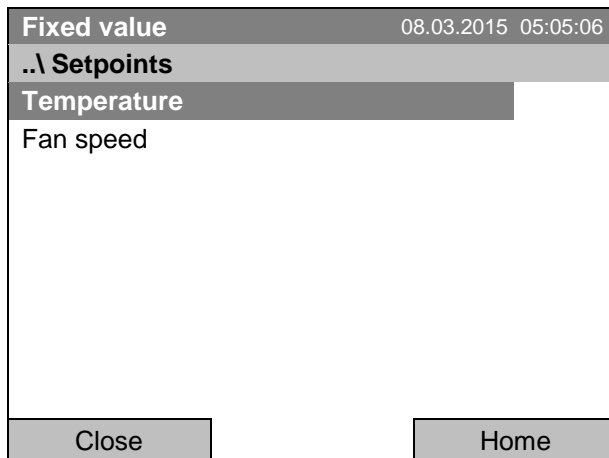 Fixed value 08.03.2015 05:05:06
..\ Setpoints
Temperature
Fan speed
Close Home